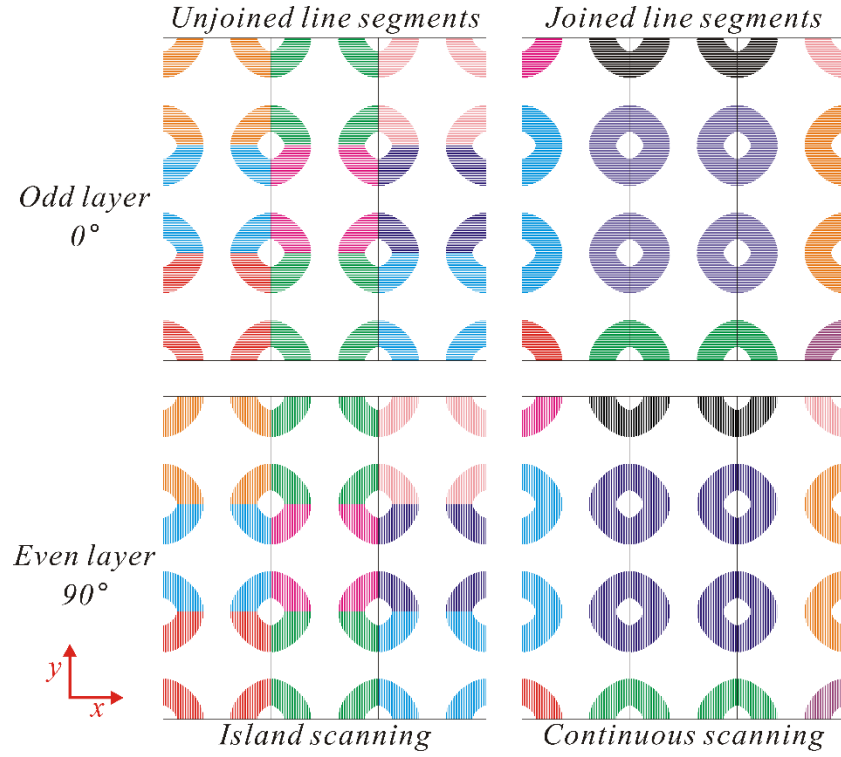 Unjoined line segments
Joined line segments
Odd layer
0°
Even layer
90°
y
x
Island scanning
Continuous scanning